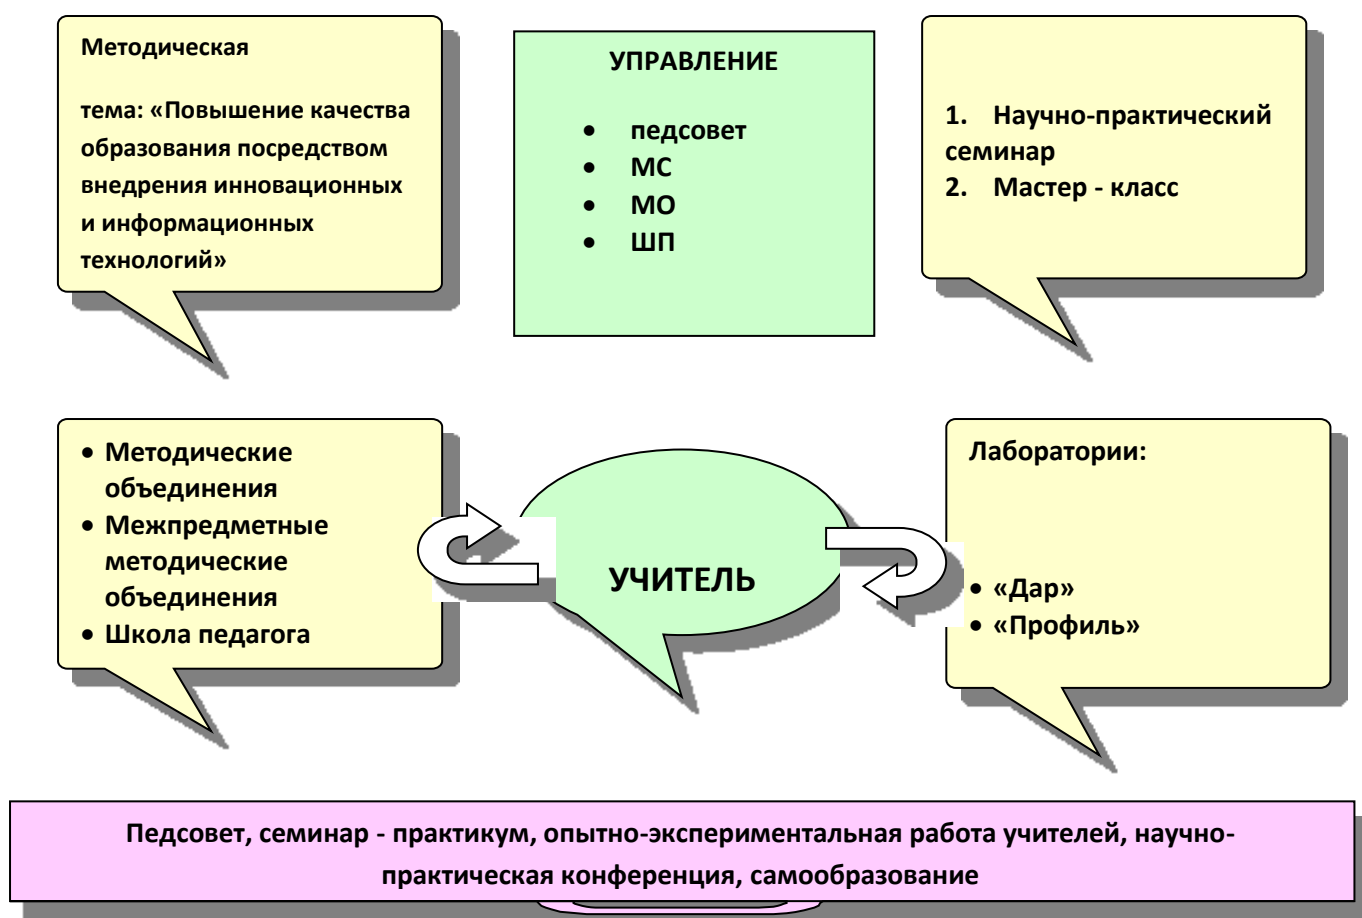 Методическая
тема: «Повышение качества
образования посредством
внедрения инновационных
и информационных
технологий»
УПРАВЛЕНИЕ
• педсовет
• МС
• МО
• ШП
1. Научно-практический
семинар
2. Мастер - класс
• Методические
объединения
• Межпредметные
методические
объединения
• Школа педагога
УЧИТЕЛЬ
Лаборатории:
• «Дар»
• «Профиль»
Педсовет, семинар - практикум, опытно-экспериментальная работа учителей, научно-
практическая конференция, самообразование